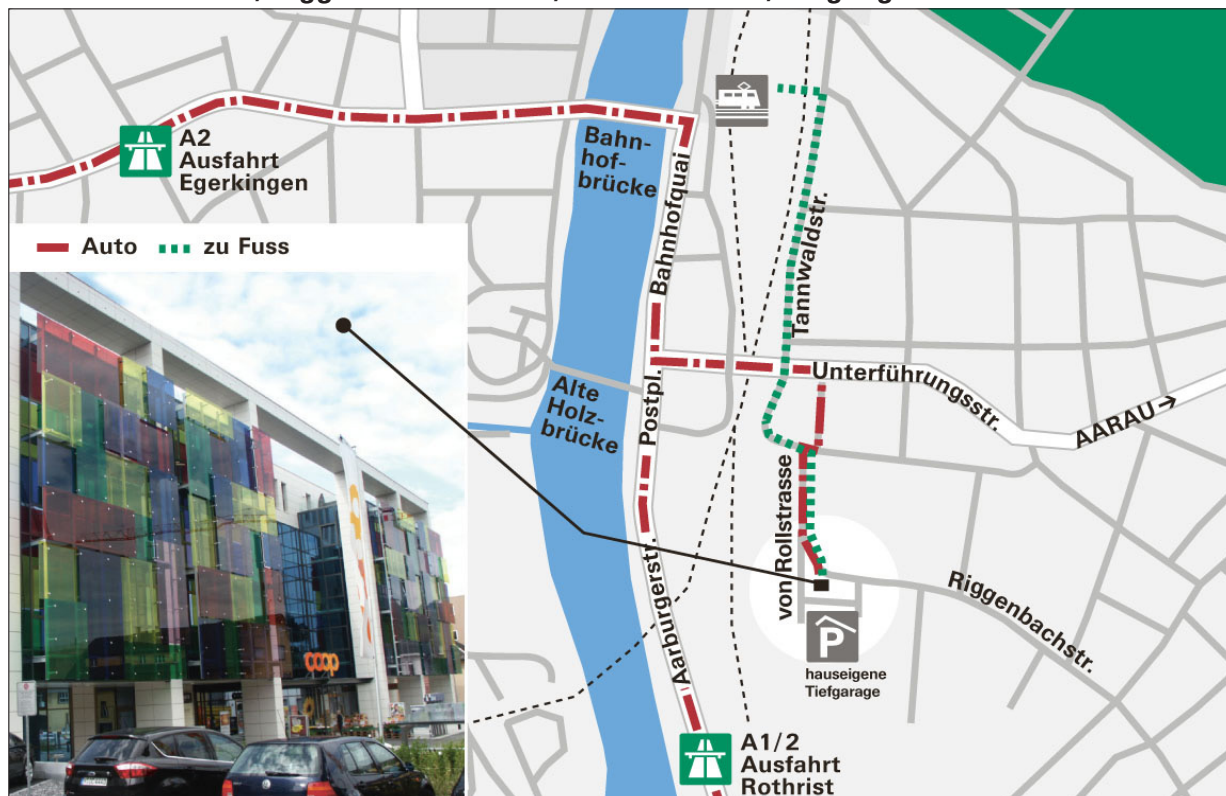 A2
Ausfahrt
Egerkingen
Bahn-
hof-
brücke
Bahnhofquai
Tannwaldstr.
Auto zu Fuss
Unterführungsstr.
AARAU →
Alte
Holz-
brücke
Postpl.
von Rollstrasse
Aarburgerstr.
Riggenbachstr.
P
hauseigene
Tiefgarage
coop
A1/2
Ausfahrt
Rothrist